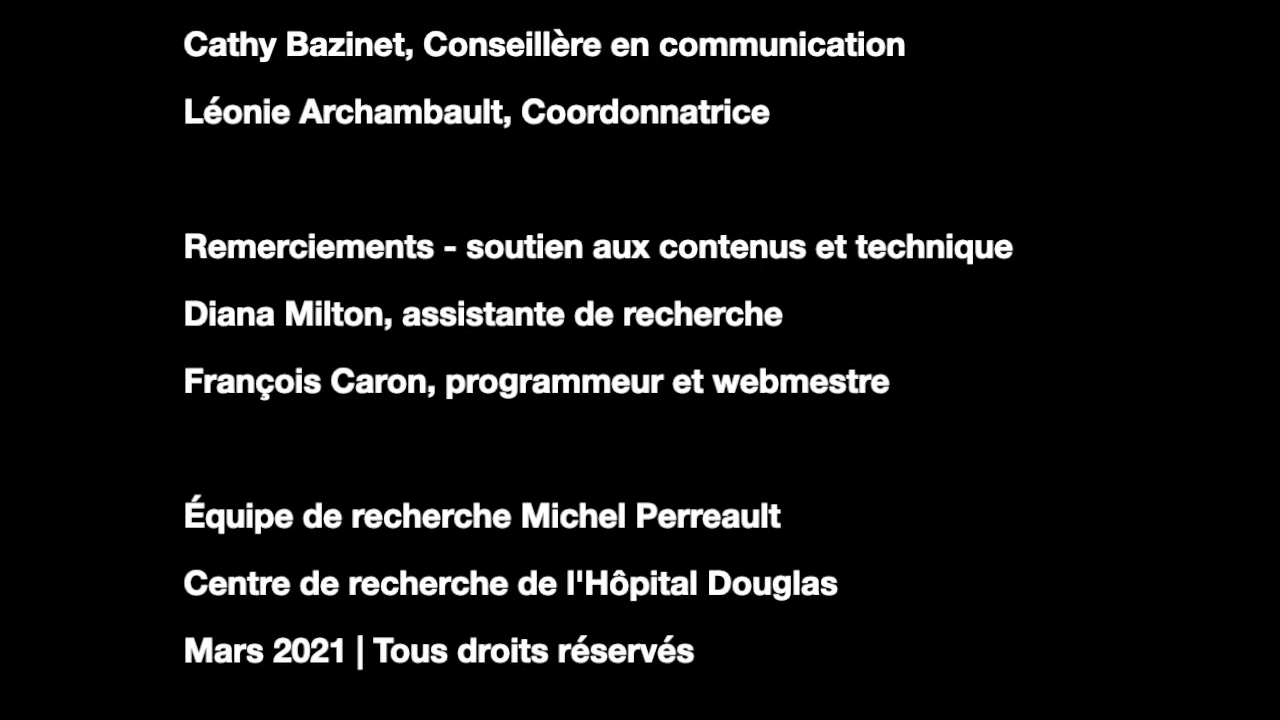 Cathy Bazinet, Conseillère en communication
Léonie Archambault, Coordonnatrice
Remerciements - soutien aux contenus et technique
Diana Milton, assistante de recherche
François Caron, programmeur et webmestre
Équipe de recherche Michel Perreault
Centre de recherche de l'Hôpital Douglas
Mars 2021 | Tous droits réservés